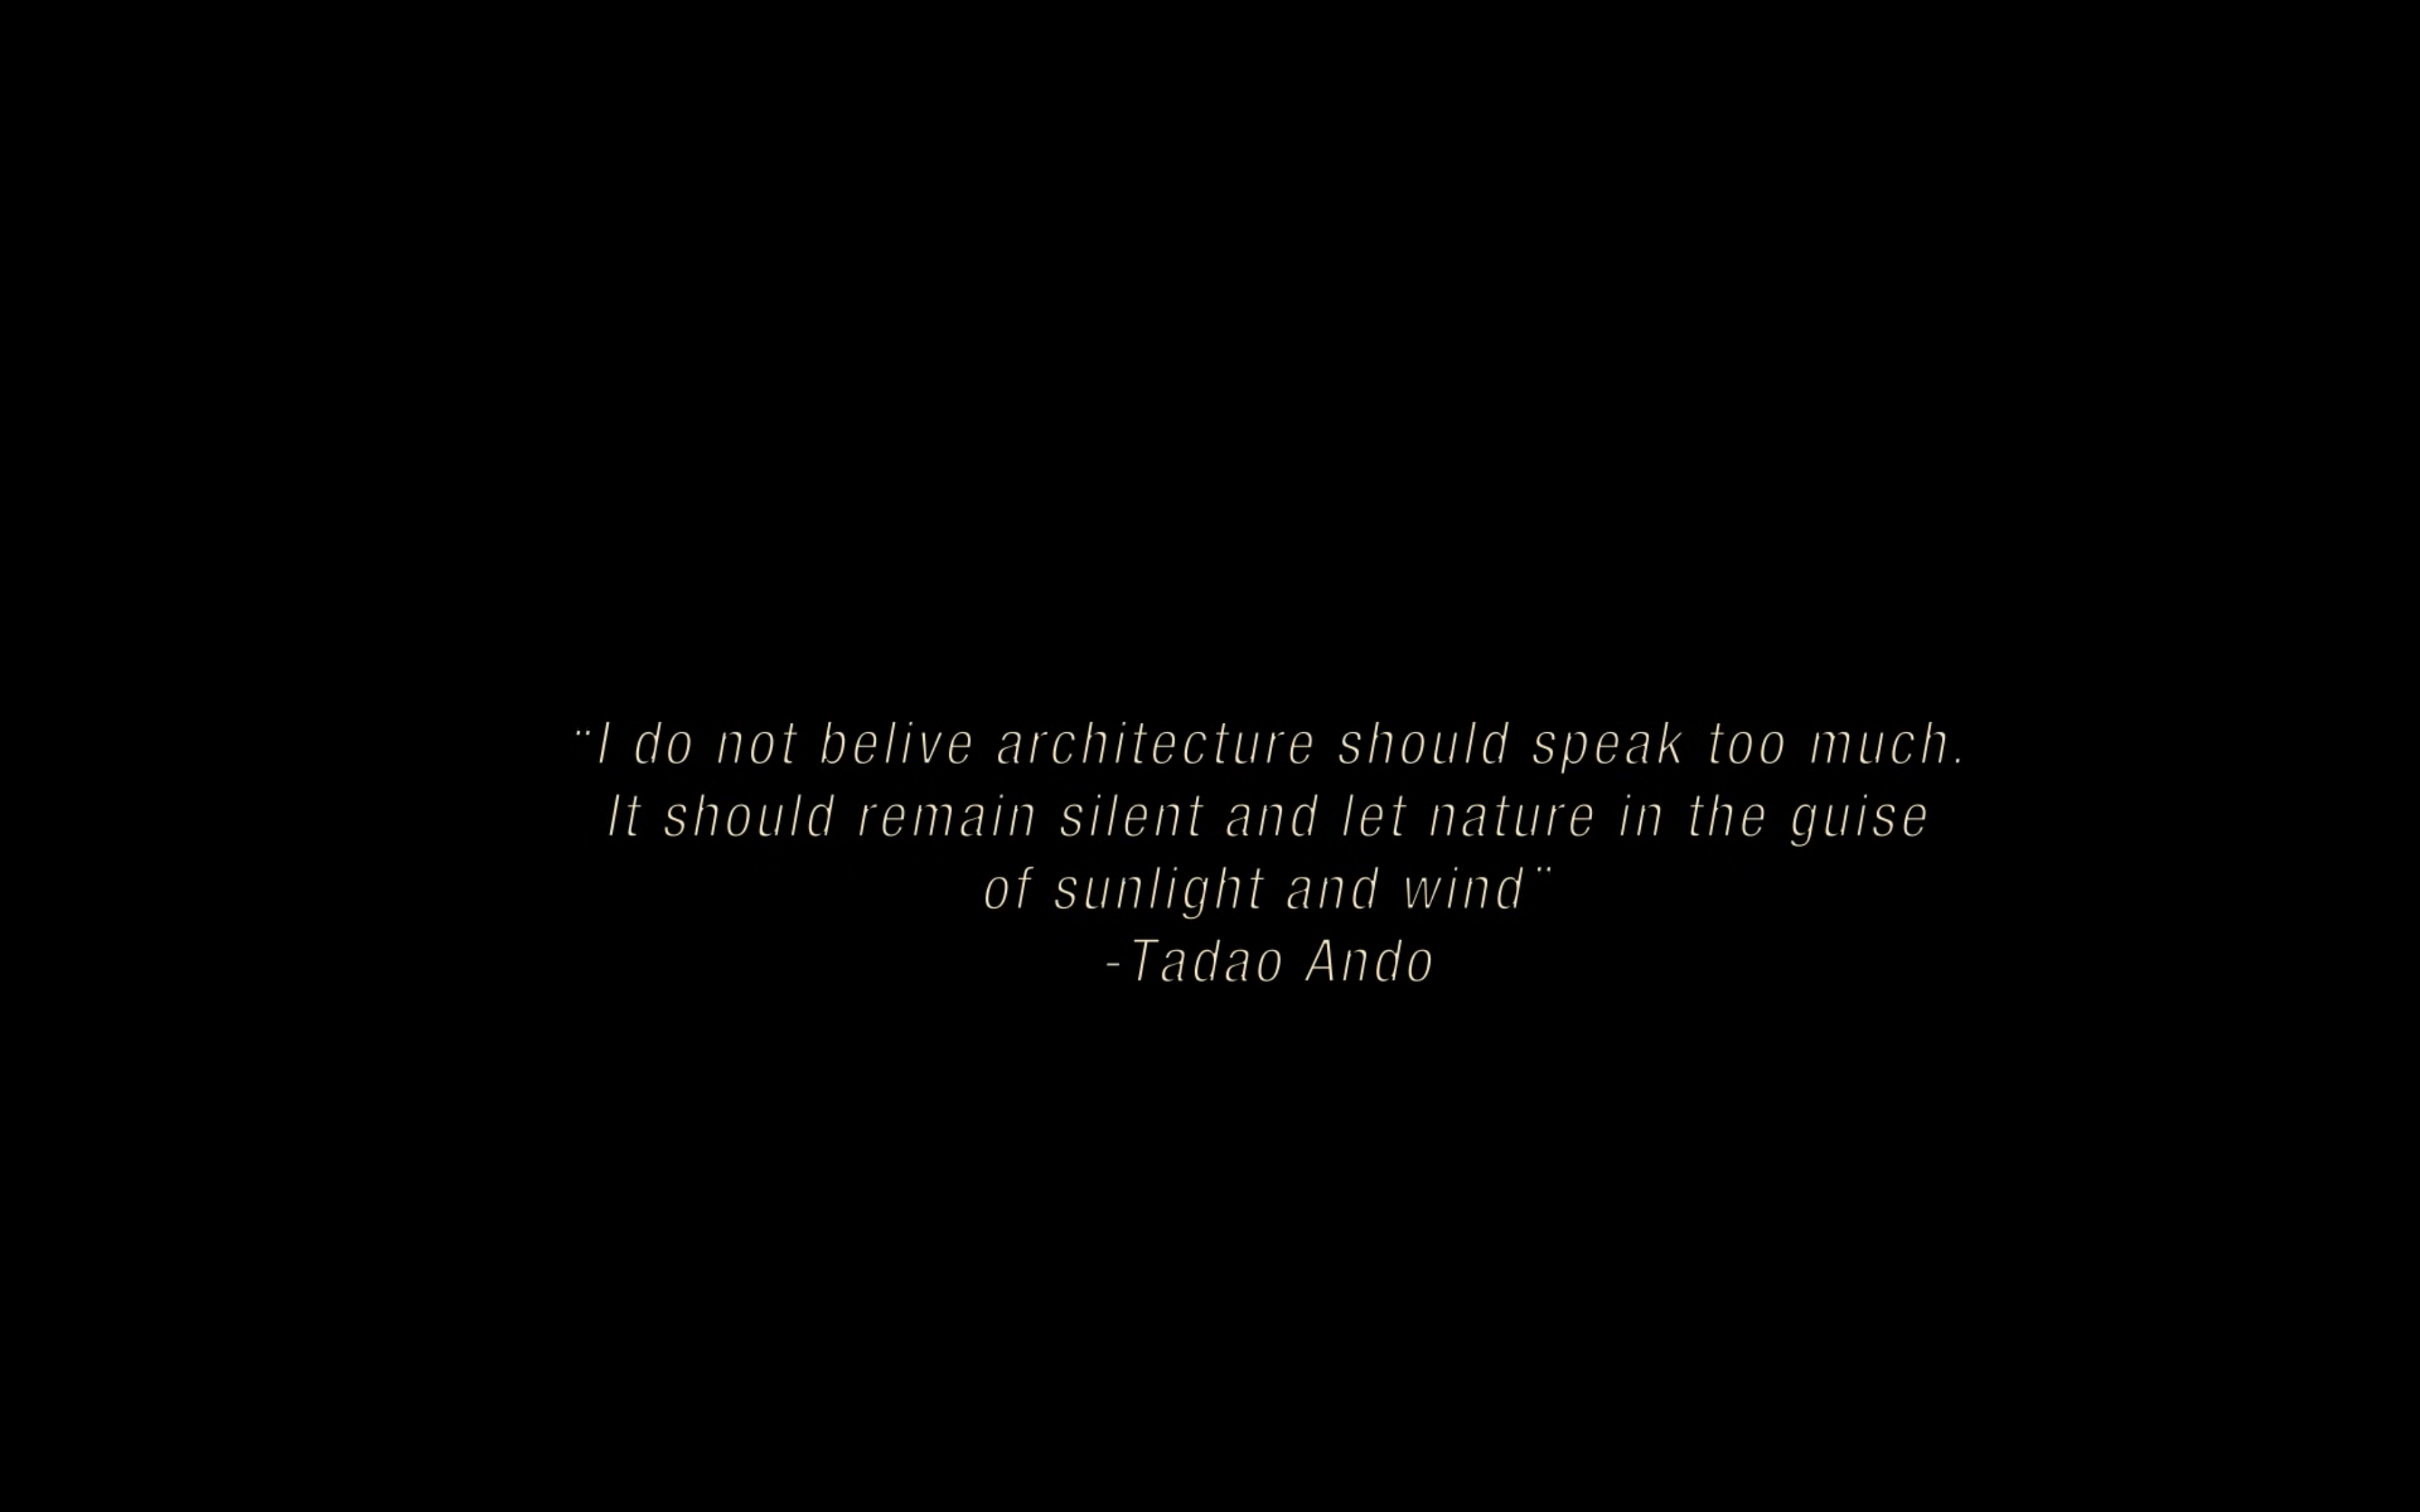 ¨I do not belive architecture should speak too much.
It should remain silent and let nature in the guise
of sunlight and wind¨
-Tadao Ando